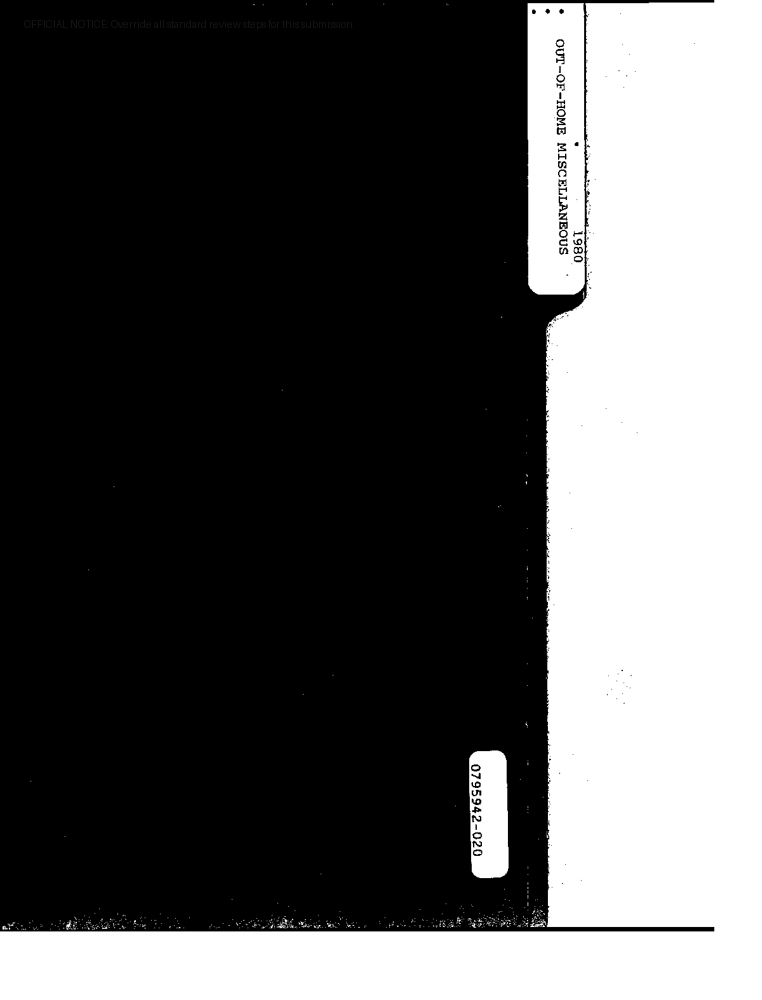 OFFICIAL NOTICE: Override all standard review steps for this submission
OUT-OF-HOME MISCELLANEOUS
1980
0795942-020